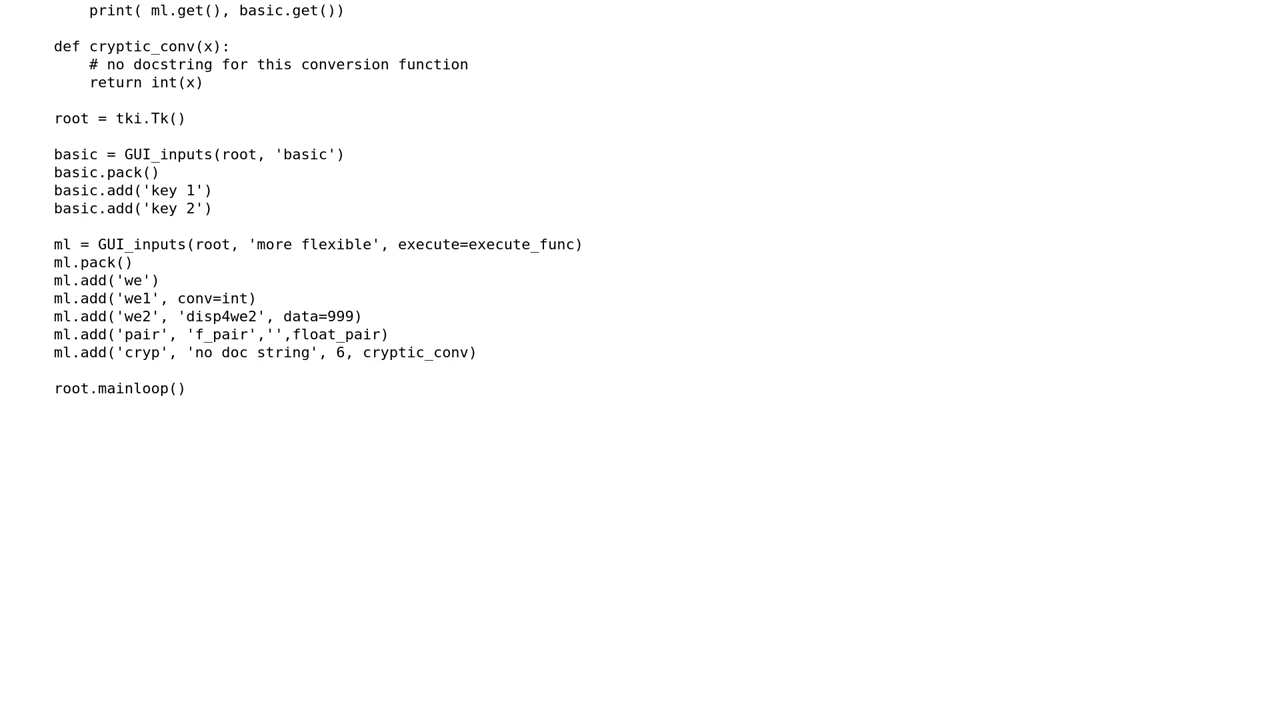 print( ml.get(), basic.get())

def cryptic_conv(x):
    # no docstring for this conversion function
    return int(x)

root = tki.Tk()

basic = GUI_inputs(root, 'basic')
basic.pack()
basic.add('key 1')
basic.add('key 2')

ml = GUI_inputs(root, 'more flexible', execute=execute_func)
ml.pack()
ml.add('we')
ml.add('we1', conv=int)
ml.add('we2', 'disp4we2', data=999)
ml.add('pair', 'f_pair','',float_pair)
ml.add('cryp', 'no doc string', 6, cryptic_conv)

root.mainloop()